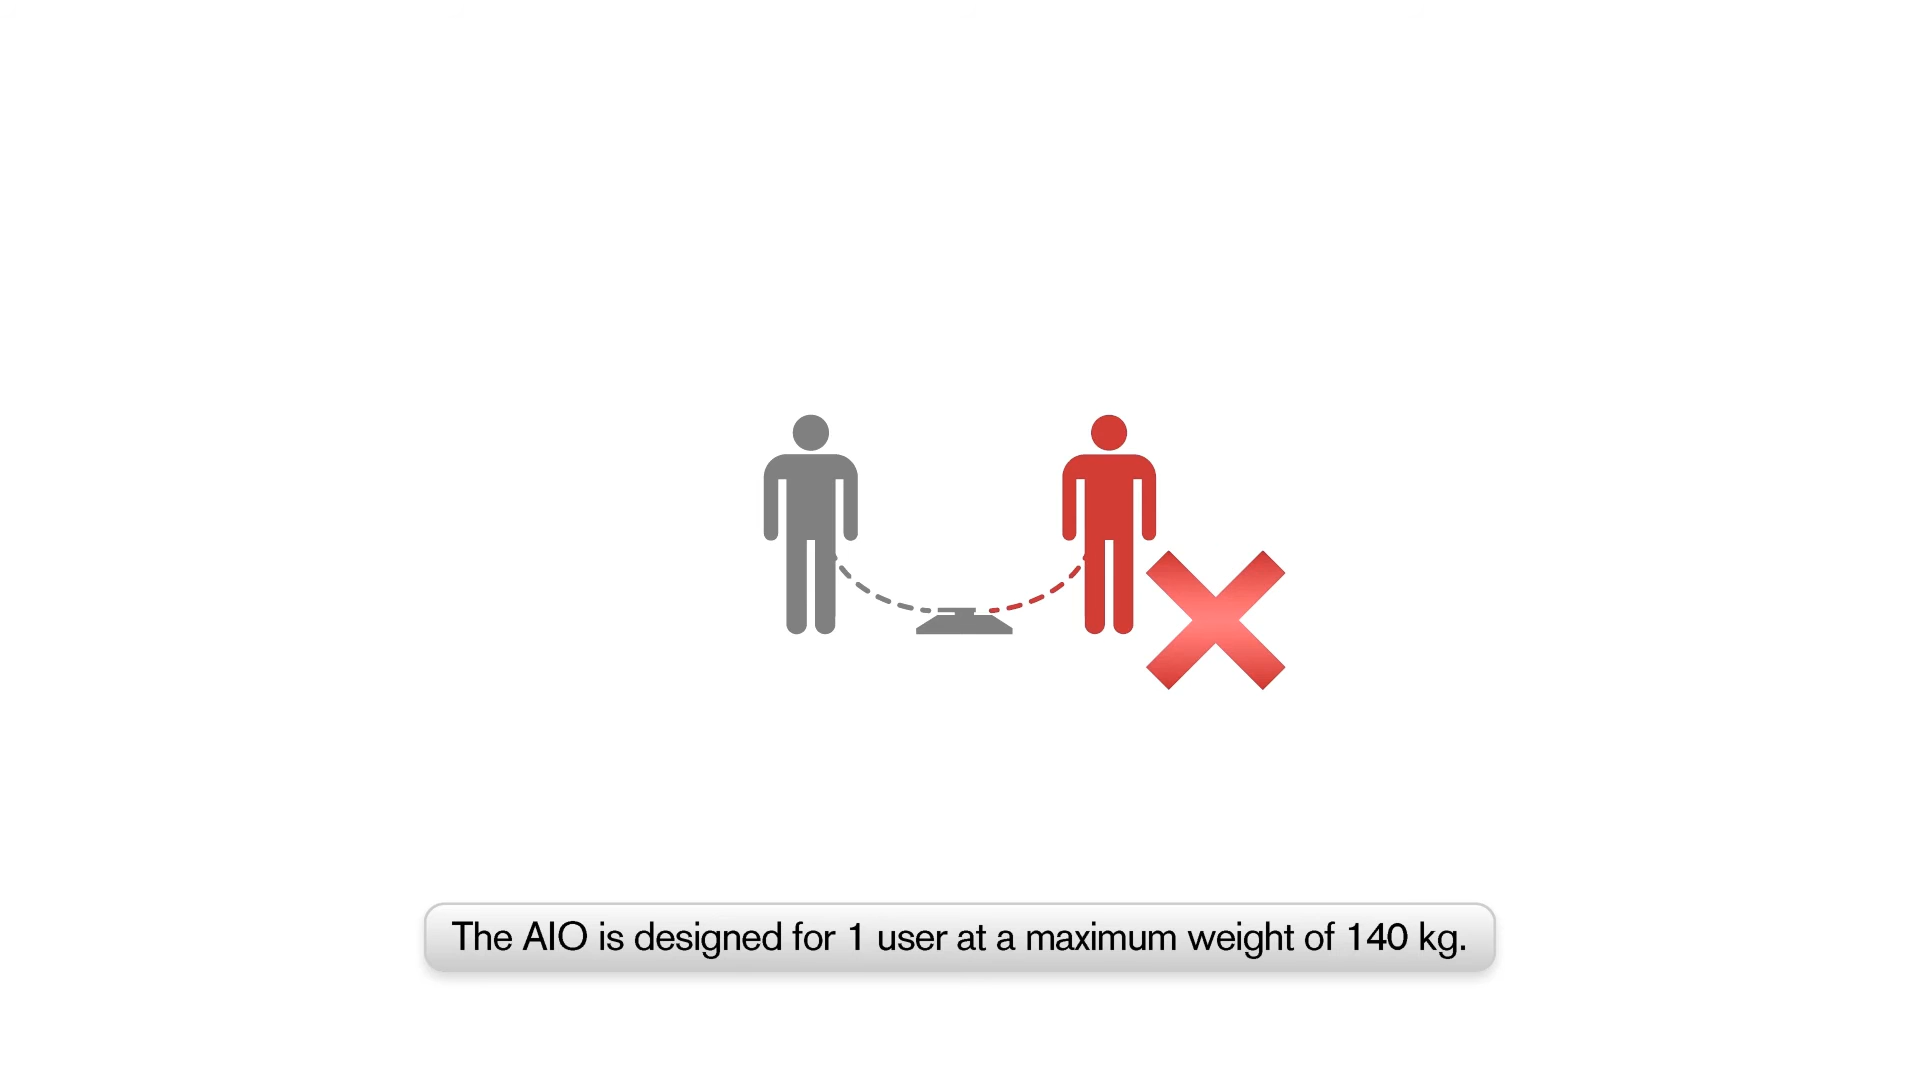 The AIO is designed for 1 user at a maximum weight of 140 kg.